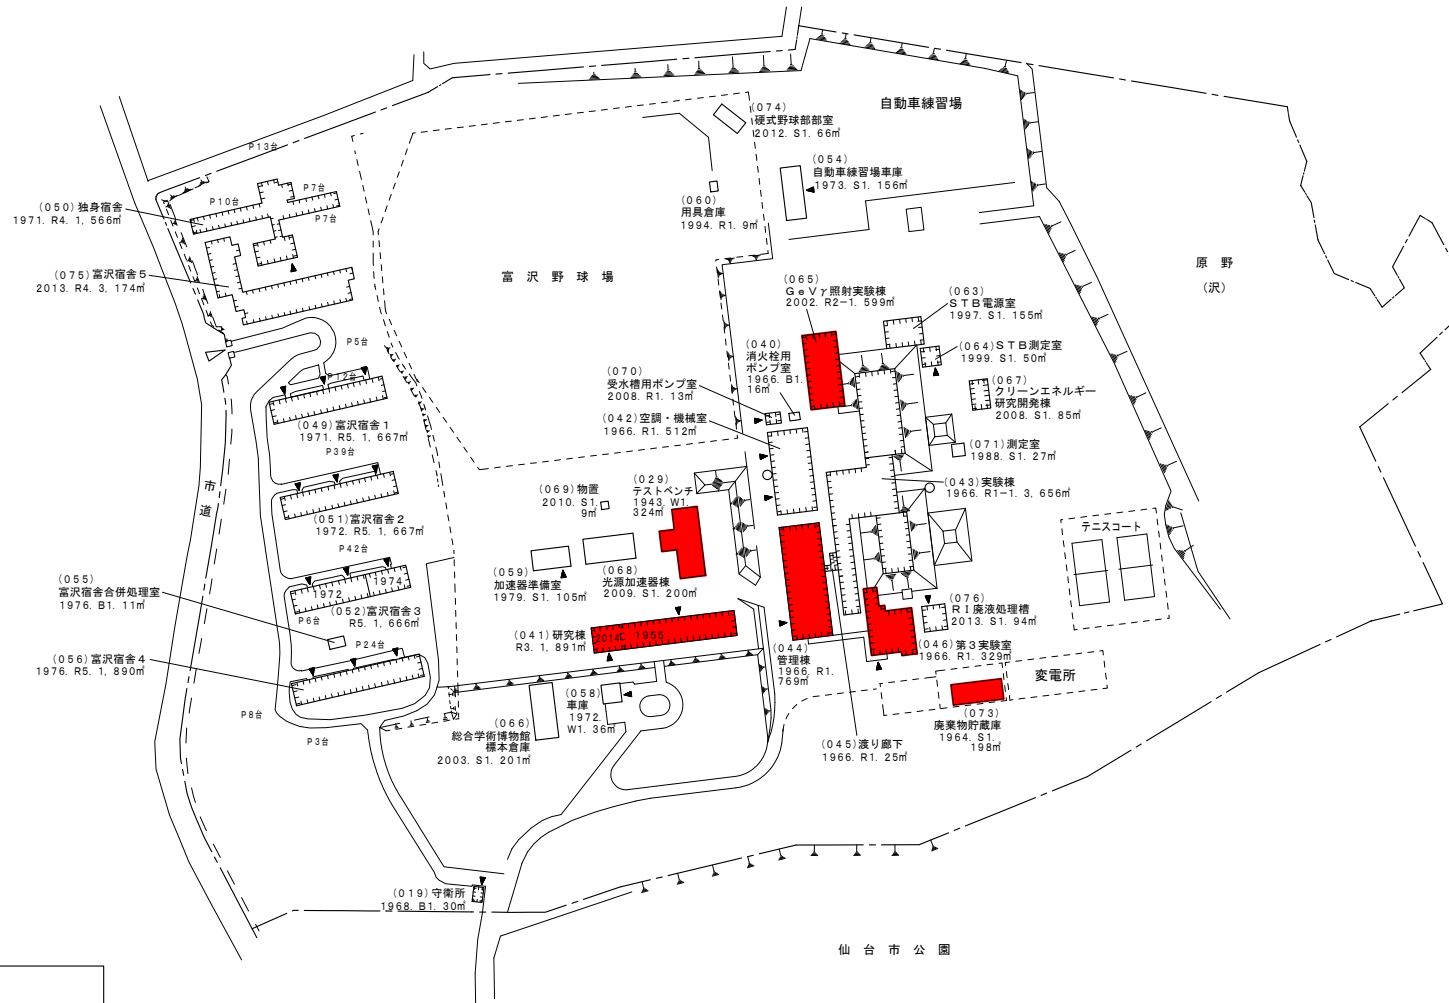 (074)
硬式野球部部室
2012. S1. 66㎡
自動車練習場
P13台
(054)
自動車練習場車庫
1973. S1. 156㎡
P10台
P7台
P7台
(050) 独身宿舎
1971. R4. 1, 566㎡
(060)
用具倉庫
1994. R1. 9㎡
(075) 富沢宿舎5
2013. R4. 3, 174㎡
富沢野球場
原野
(沢)
(065)
GeVγ照射実験棟
2002. R2-1. 599㎡
(063)
STB電源室
1997. S1. 155㎡
P5台
(040)
消火栓用
ポンプ室
1966. B1.
16㎡
(064) STB測定室
1999. S1. 50㎡
P12台
(070)
受水槽用ポンプ室
2008. R1. 13㎡
(067)
クリーンエネルギー
研究開発棟
2008. S1. 85㎡
(049) 富沢宿舎1
1971. R5. 1, 667㎡
(042) 空調・機械室
1966. R1. 512㎡
P39台
(071) 測定室
1988. S1. 27㎡
市道
(069) 物置
2010. S1.
9㎡
(029)
テストベンチ
1943. W1.
324㎡
(043) 実験棟
1966. R1-1. 3, 656㎡
(051) 富沢宿舎2
1972. R5. 1, 667㎡
テニスコート
P42台
(055)
富沢宿舎合併処理室
1976. B1. 11㎡
1974
1972
(052) 富沢宿舎3
R5. 1, 666㎡
(059)
加速器準備室
1979. S1. 105㎡
(068)
光源加速器棟
2009. S1. 200㎡
(076)
RI廃液処理槽
2013. S1. 94㎡
P6台
(041) 研究棟
R3. 1, 891㎡
2014
1955
P24台
(056) 富沢宿舎4
1976. R5. 1, 890㎡
(044)
管理棟
1966. R1.
769㎡
(046) 第3実験室
1966. R1. 329㎡
変電所
(058)
車庫
1972.
W1. 36㎡
P8台
P3台
(066)
総合学術博物館
標本倉庫
2003. S1. 201㎡
(073)
廃棄物貯蔵庫
1964. S1.
198㎡
(045) 渡り廊下
1966. R1. 25㎡
(019) 守衛所
1968. B1. 30㎡
仙台市公園